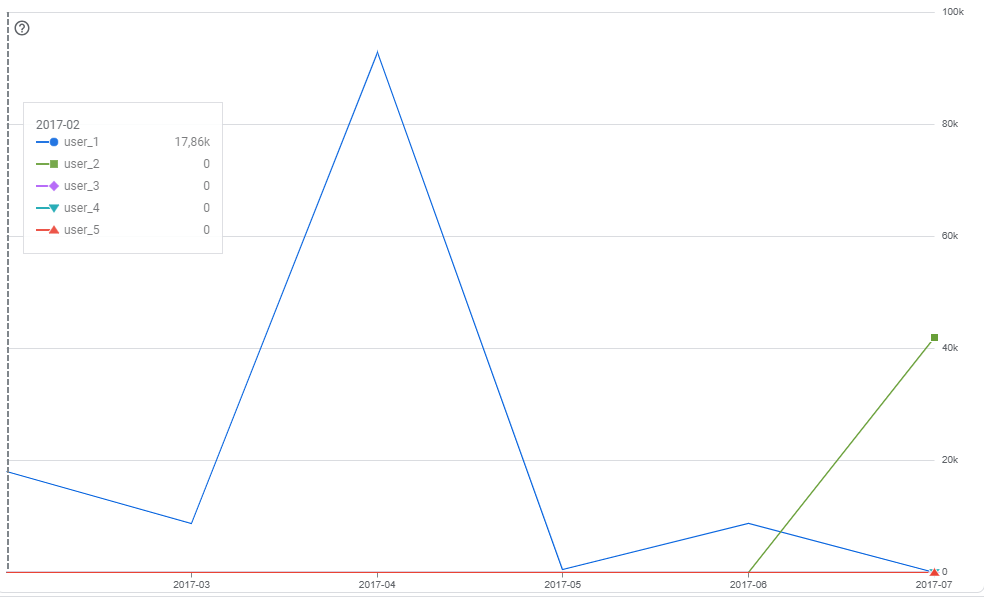 100k
2017-02
80k
user_1 17,86k
user_2 0
user_3 0
user_4 0
user_5 0
60k
40k
20k
0
2017-03 2017-04 2017-05 2017-06 2017-07